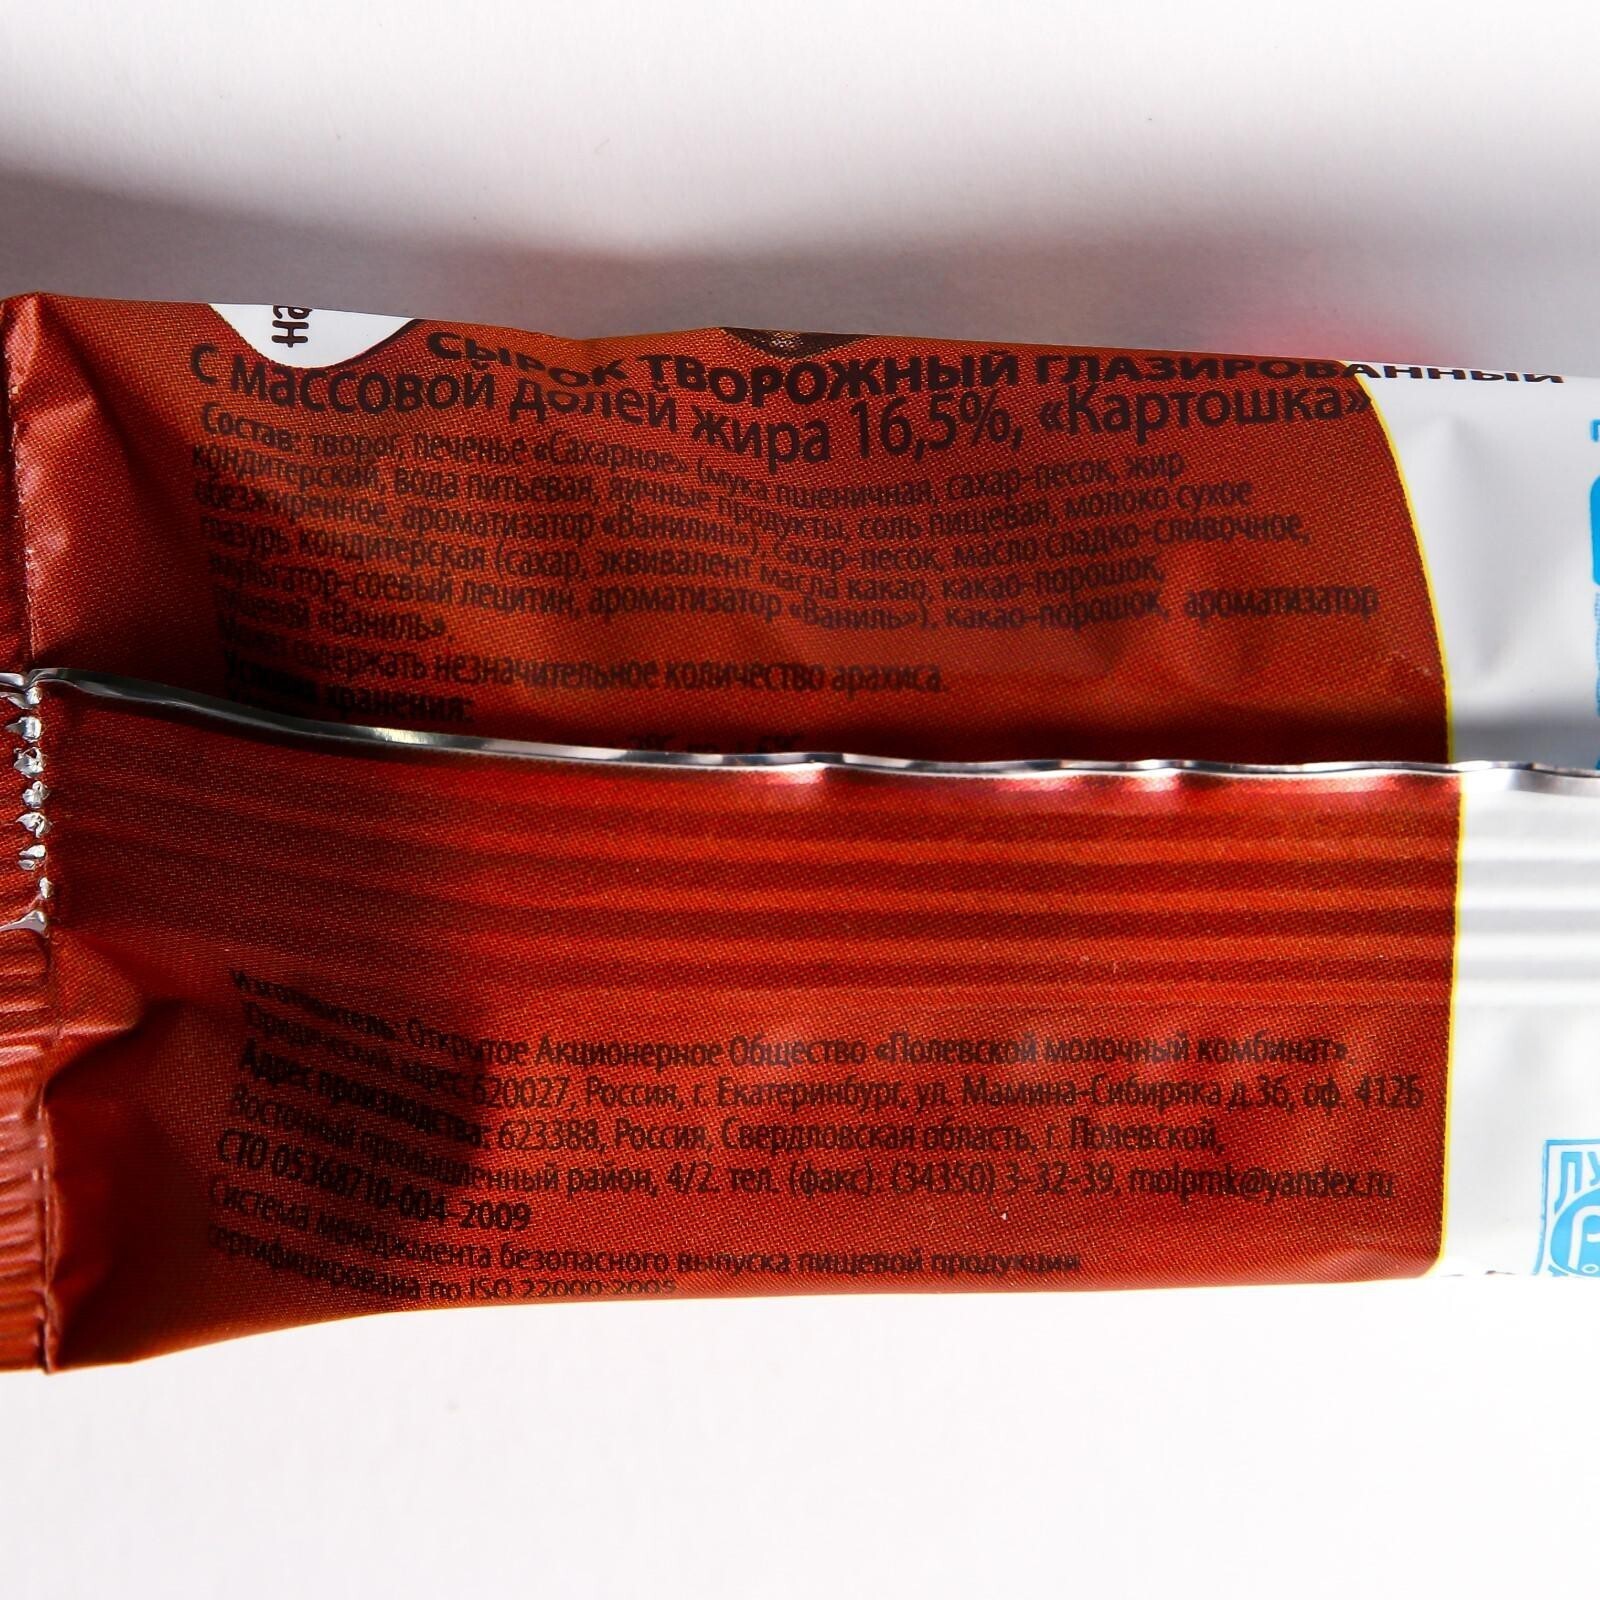 СЫРОК ТВОРОЖНЫЙ ГЛАЗИРОВАННЫЙ
С массовой долей жира 16,5%, «Картошка»
Состав: творог, печенье «Сахарное» (мука пшеничная, сахар-песок, жир
кондитерский, вода питьевая, яичные продукты, соль пищевая, молоко сухое
обезжиренное, ароматизатор «Ванилин»), сахар-песок, масло сладко-сливочное,
глазурь кондитерская (сахар, эквивалент масла какао, какао-порошок,
эмульгатор-соевый лецитин, ароматизатор «Ваниль»), какао-порошок, ароматизатор
пищевой «Ваниль».
Может содержать незначительное количество арахиса.
Условия хранения:
Изготовитель: Открытое Акционерное Общество «Полевской молочный комбинат»
Юридический адрес: 620027, Россия, г. Екатеринбург, ул. Мамина-Сибиряка д.36, оф. 412Б
Адрес производства: 623388, Россия, Свердловская область, г. Полевской,
Восточный промышленный район, 4/2. тел. (факс): (34350) 3-32-39, molpmk@yandex.ru
СТО 05368710-004-2009
Система менеджмента безопасного выпуска пищевой продукции
сертифицирована по ISO 22000:2005